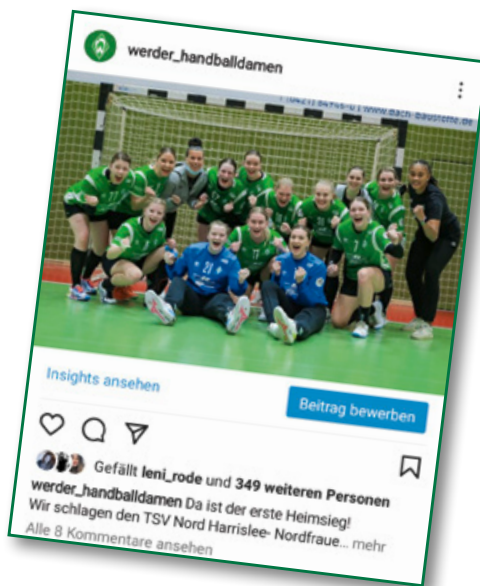 werder_handballdamen
Insights ansehen
Beitrag bewerben
Gefällt leni_rode und 349 weiteren Personen
werder_handballdamen Da ist der erste Heimsieg!
Wir schlagen den TSV Nord Harrislee- Nordfraue... mehr
Alle 8 Kommentare ansehen